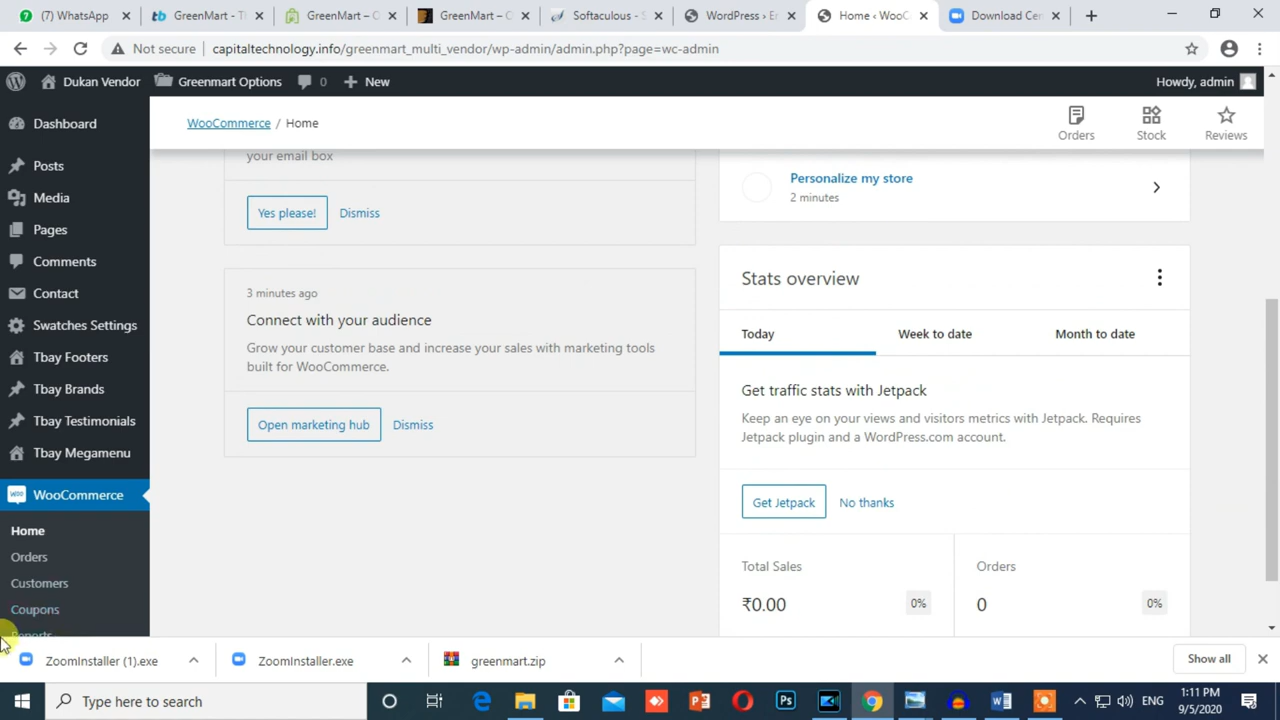 (7) WhatsApp
GreenMart - Th
GreenMart – O
GreenMart – O
Softaculous - S
WordPress › Er
Home ‹ WooC
Download Cen
Not secure
capitaltechnology.info/greenmart_multi_vendor/wp-admin/admin.php?page=wc-admin
Dukan Vendor
Greenmart Options
0
New
Howdy, admin
Dashboard
Posts
Media
Pages
Comments
Contact
Swatches Settings
Tbay Footers
Tbay Brands
Tbay Testimonials
Tbay Megamenu
WooCommerce
Home
Orders
Customers
Coupons
Reports
WooCommerce / Home
Orders
Stock
Reviews
your email box
Yes please!
Dismiss
3 minutes ago
Connect with your audience
Grow your customer base and increase your sales with marketing tools
built for WooCommerce.
Open marketing hub
Dismiss
Personalize my store
2 minutes
Stats overview
Today
Week to date
Month to date
Get traffic stats with Jetpack
Keep an eye on your views and visitors metrics with Jetpack. Requires
Jetpack plugin and a WordPress.com account.
Get Jetpack
No thanks
Total Sales
₹0.00
0%
Orders
0
0%
ZoomInstaller (1).exe
ZoomInstaller.exe
greenmart.zip
Show all
Type here to search
ENG
1:11 PM
9/5/2020